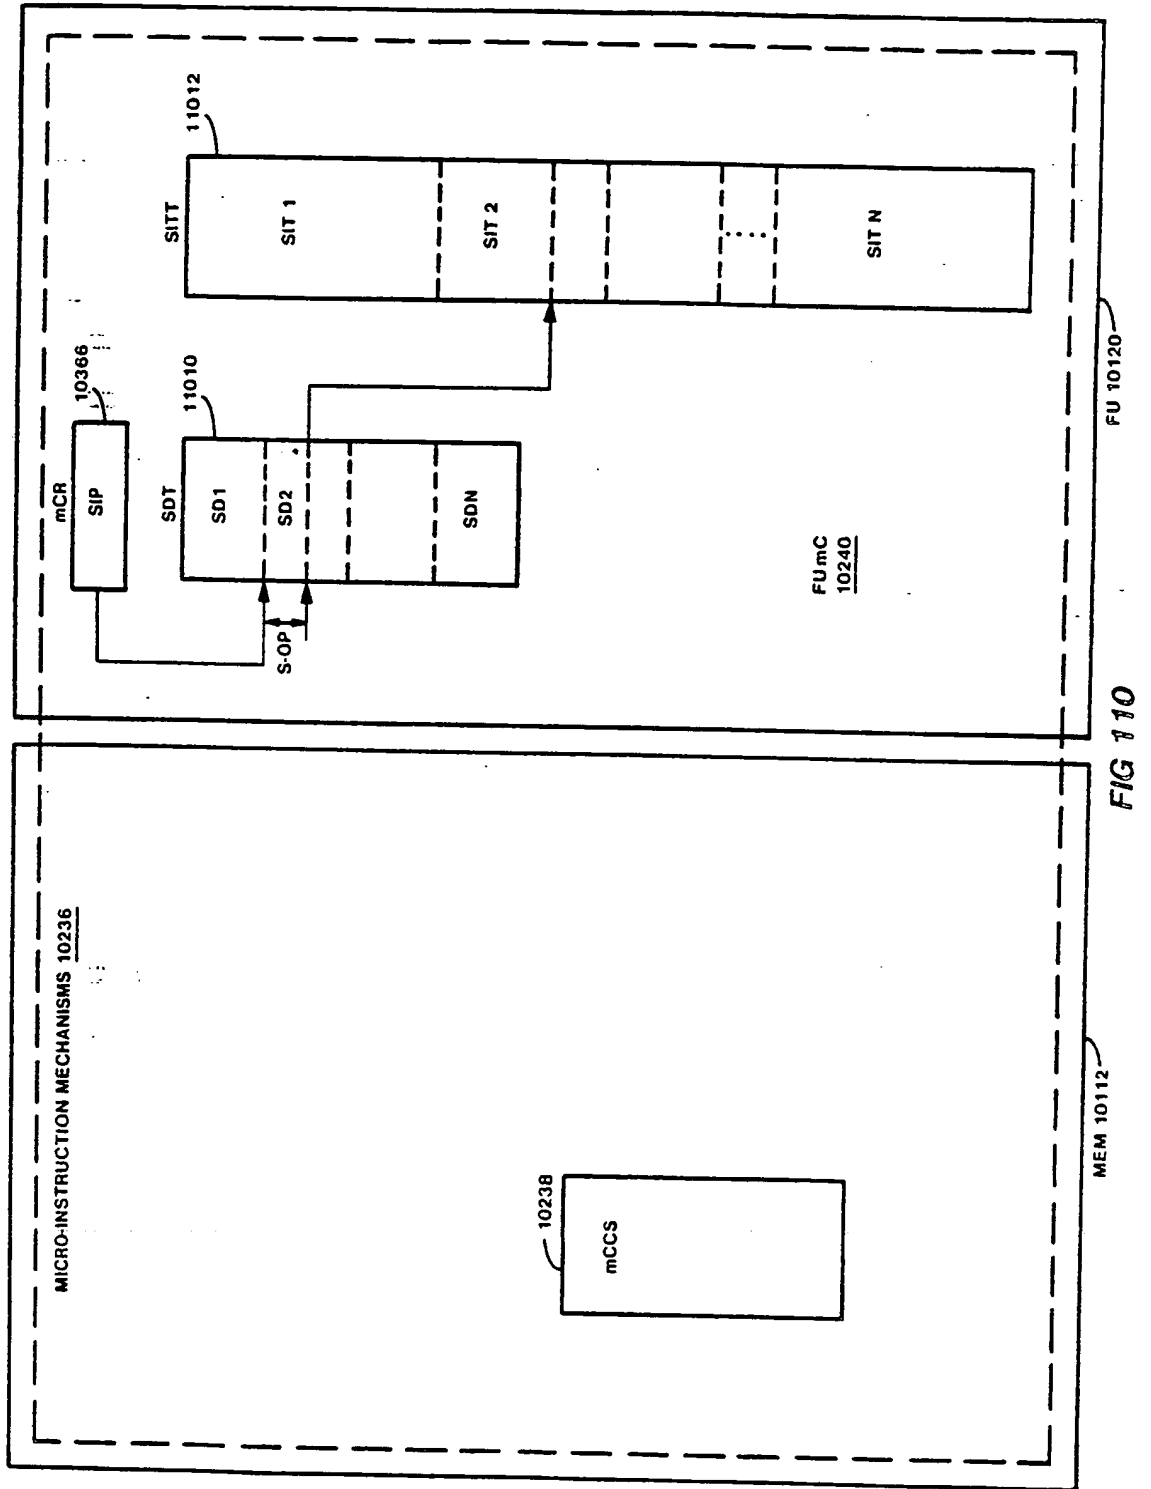 MICRO-INSTRUCTION MECHANISMS 10236
mCR
10366
SIP
SDT
11010
SD1
SD2
SDN
S-OP
SITT
11012
SIT 1
SIT 2
SIT N
10238
mCCS
FUmC
10240
MEM 10112
FU 10120
FIG 110